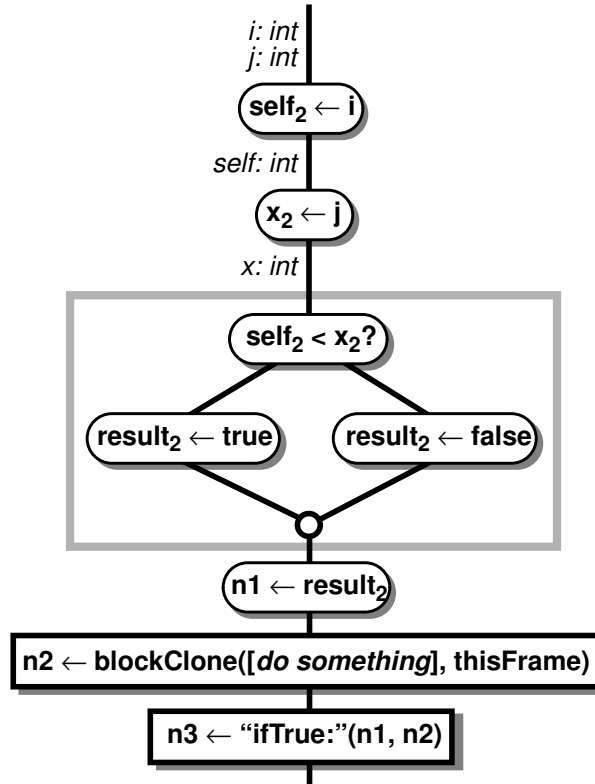 i: int
j: int
self₂ ← i
self: int
x₂ ← j
x: int
self₂ < x₂?
result₂ ← true
result₂ ← false
n1 ← result₂
n2 ← blockClone([do something], thisFrame)
n3 ← “ifTrue:”(n1, n2)